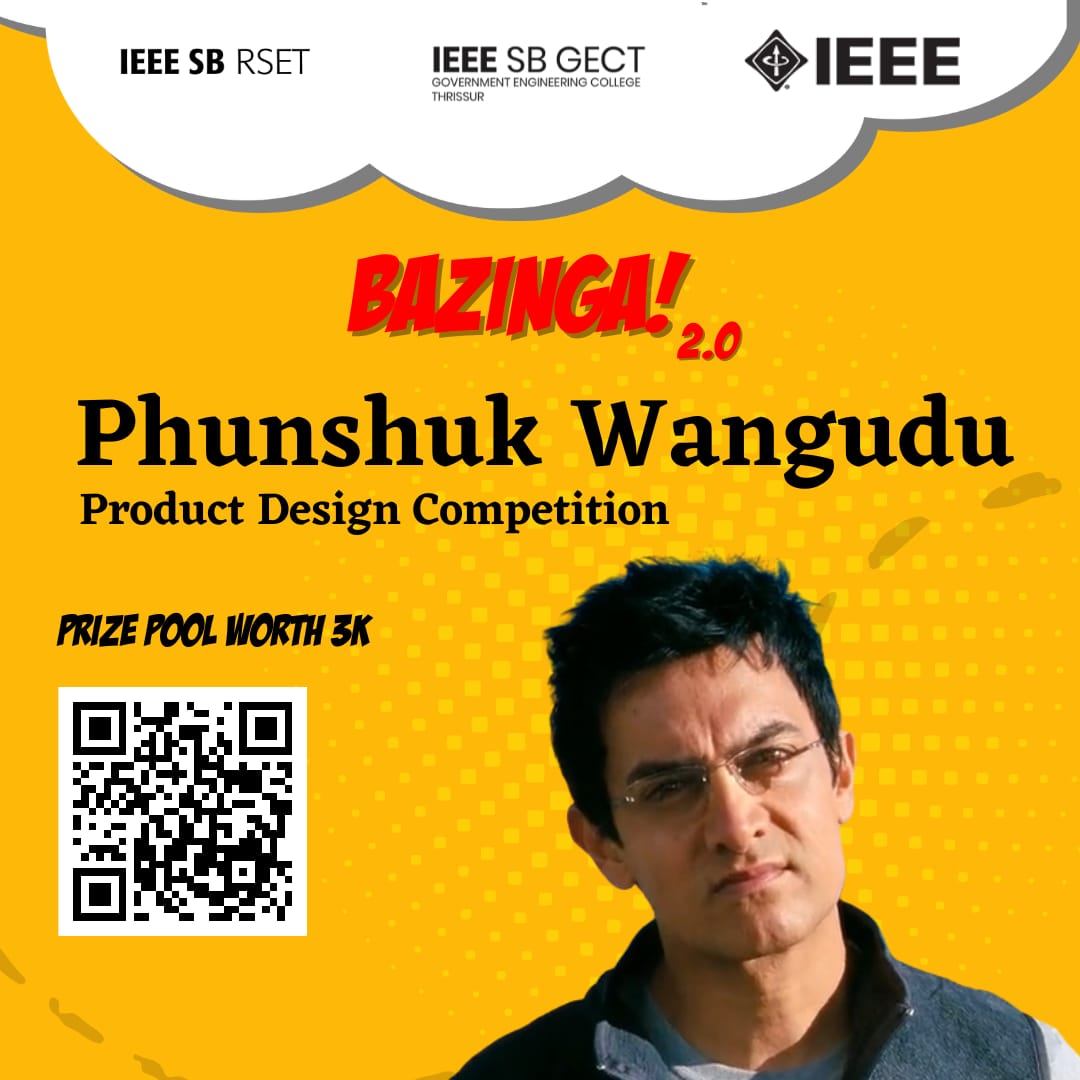 IEEE SB RSET
IEEE SB GECT
GOVERNMENT ENGINEERING COLLEGE
THRISSUR
IEEE
BAZINGA!
2.0
Phunshuk Wangudu
Product Design Competition
PRIZE POOL WORTH 3K